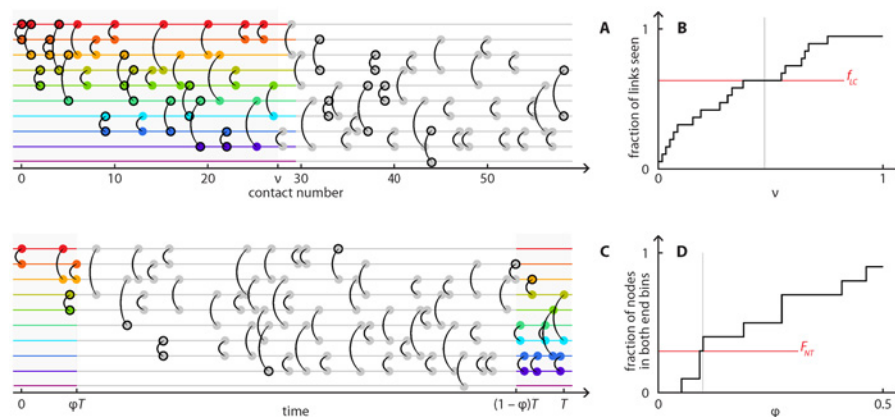 A
B
1
fraction of links seen
f_LC
0
0
1
ν
0
10
20
ν
30
40
50
contact number
C
D
1
fraction of nodes
in both end bins
F_NT
0
0
0.5
φ
0
φT
time
(1 – φ)T
T